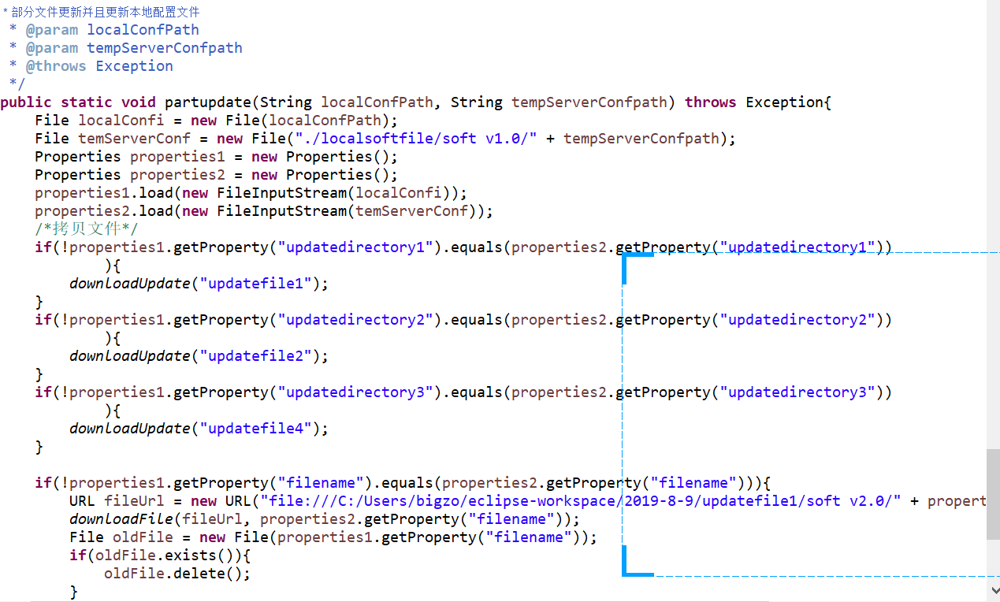 * 部分文件更新并且更新本地配置文件
* @param localConfPath
* @param tempServerConfpath
* @throws Exception
*/
public static void partupdate(String localConfPath, String tempServerConfpath) throws Exception{
File localConfi = new File(localConfPath);
File temServerConf = new File("./localsoftfile/soft v1.0/" + tempServerConfpath);
Properties properties1 = new Properties();
Properties properties2 = new Properties();
properties1.load(new FileInputStream(localConfi));
properties2.load(new FileInputStream(temServerConf));
/*拷贝文件*/
if(!properties1.getProperty("updatedirectory1").equals(properties2.getProperty("updatedirectory1"))
){
downloadUpdate("updatefile1");
}
if(!properties1.getProperty("updatedirectory2").equals(properties2.getProperty("updatedirectory2"))
){
downloadUpdate("updatefile2");
}
if(!properties1.getProperty("updatedirectory3").equals(properties2.getProperty("updatedirectory3"))
){
downloadUpdate("updatefile4");
}
if(!properties1.getProperty("filename").equals(properties2.getProperty("filename"))){
URL fileUrl = new URL("file:///C:/Users/bigzo/eclipse-workspace/2019-8-9/updatefile1/soft v2.0/" + propert
downloadFile(fileUrl, properties2.getProperty("filename"));
File oldFile = new File(properties1.getProperty("filename"));
if(oldFile.exists()){
oldFile.delete();
}